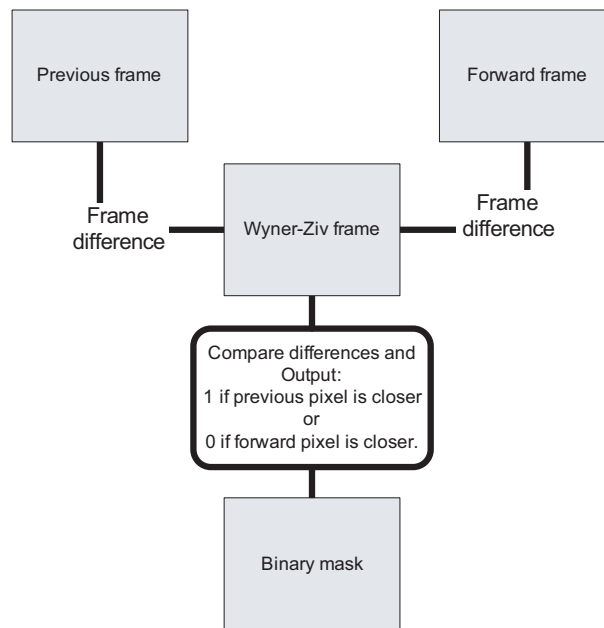 Previous frame
Forward frame
Frame
difference
Wyner-Ziv frame
Frame
difference
Compare differences and
Output:
1 if previous pixel is closer
or
0 if forward pixel is closer.
Binary mask